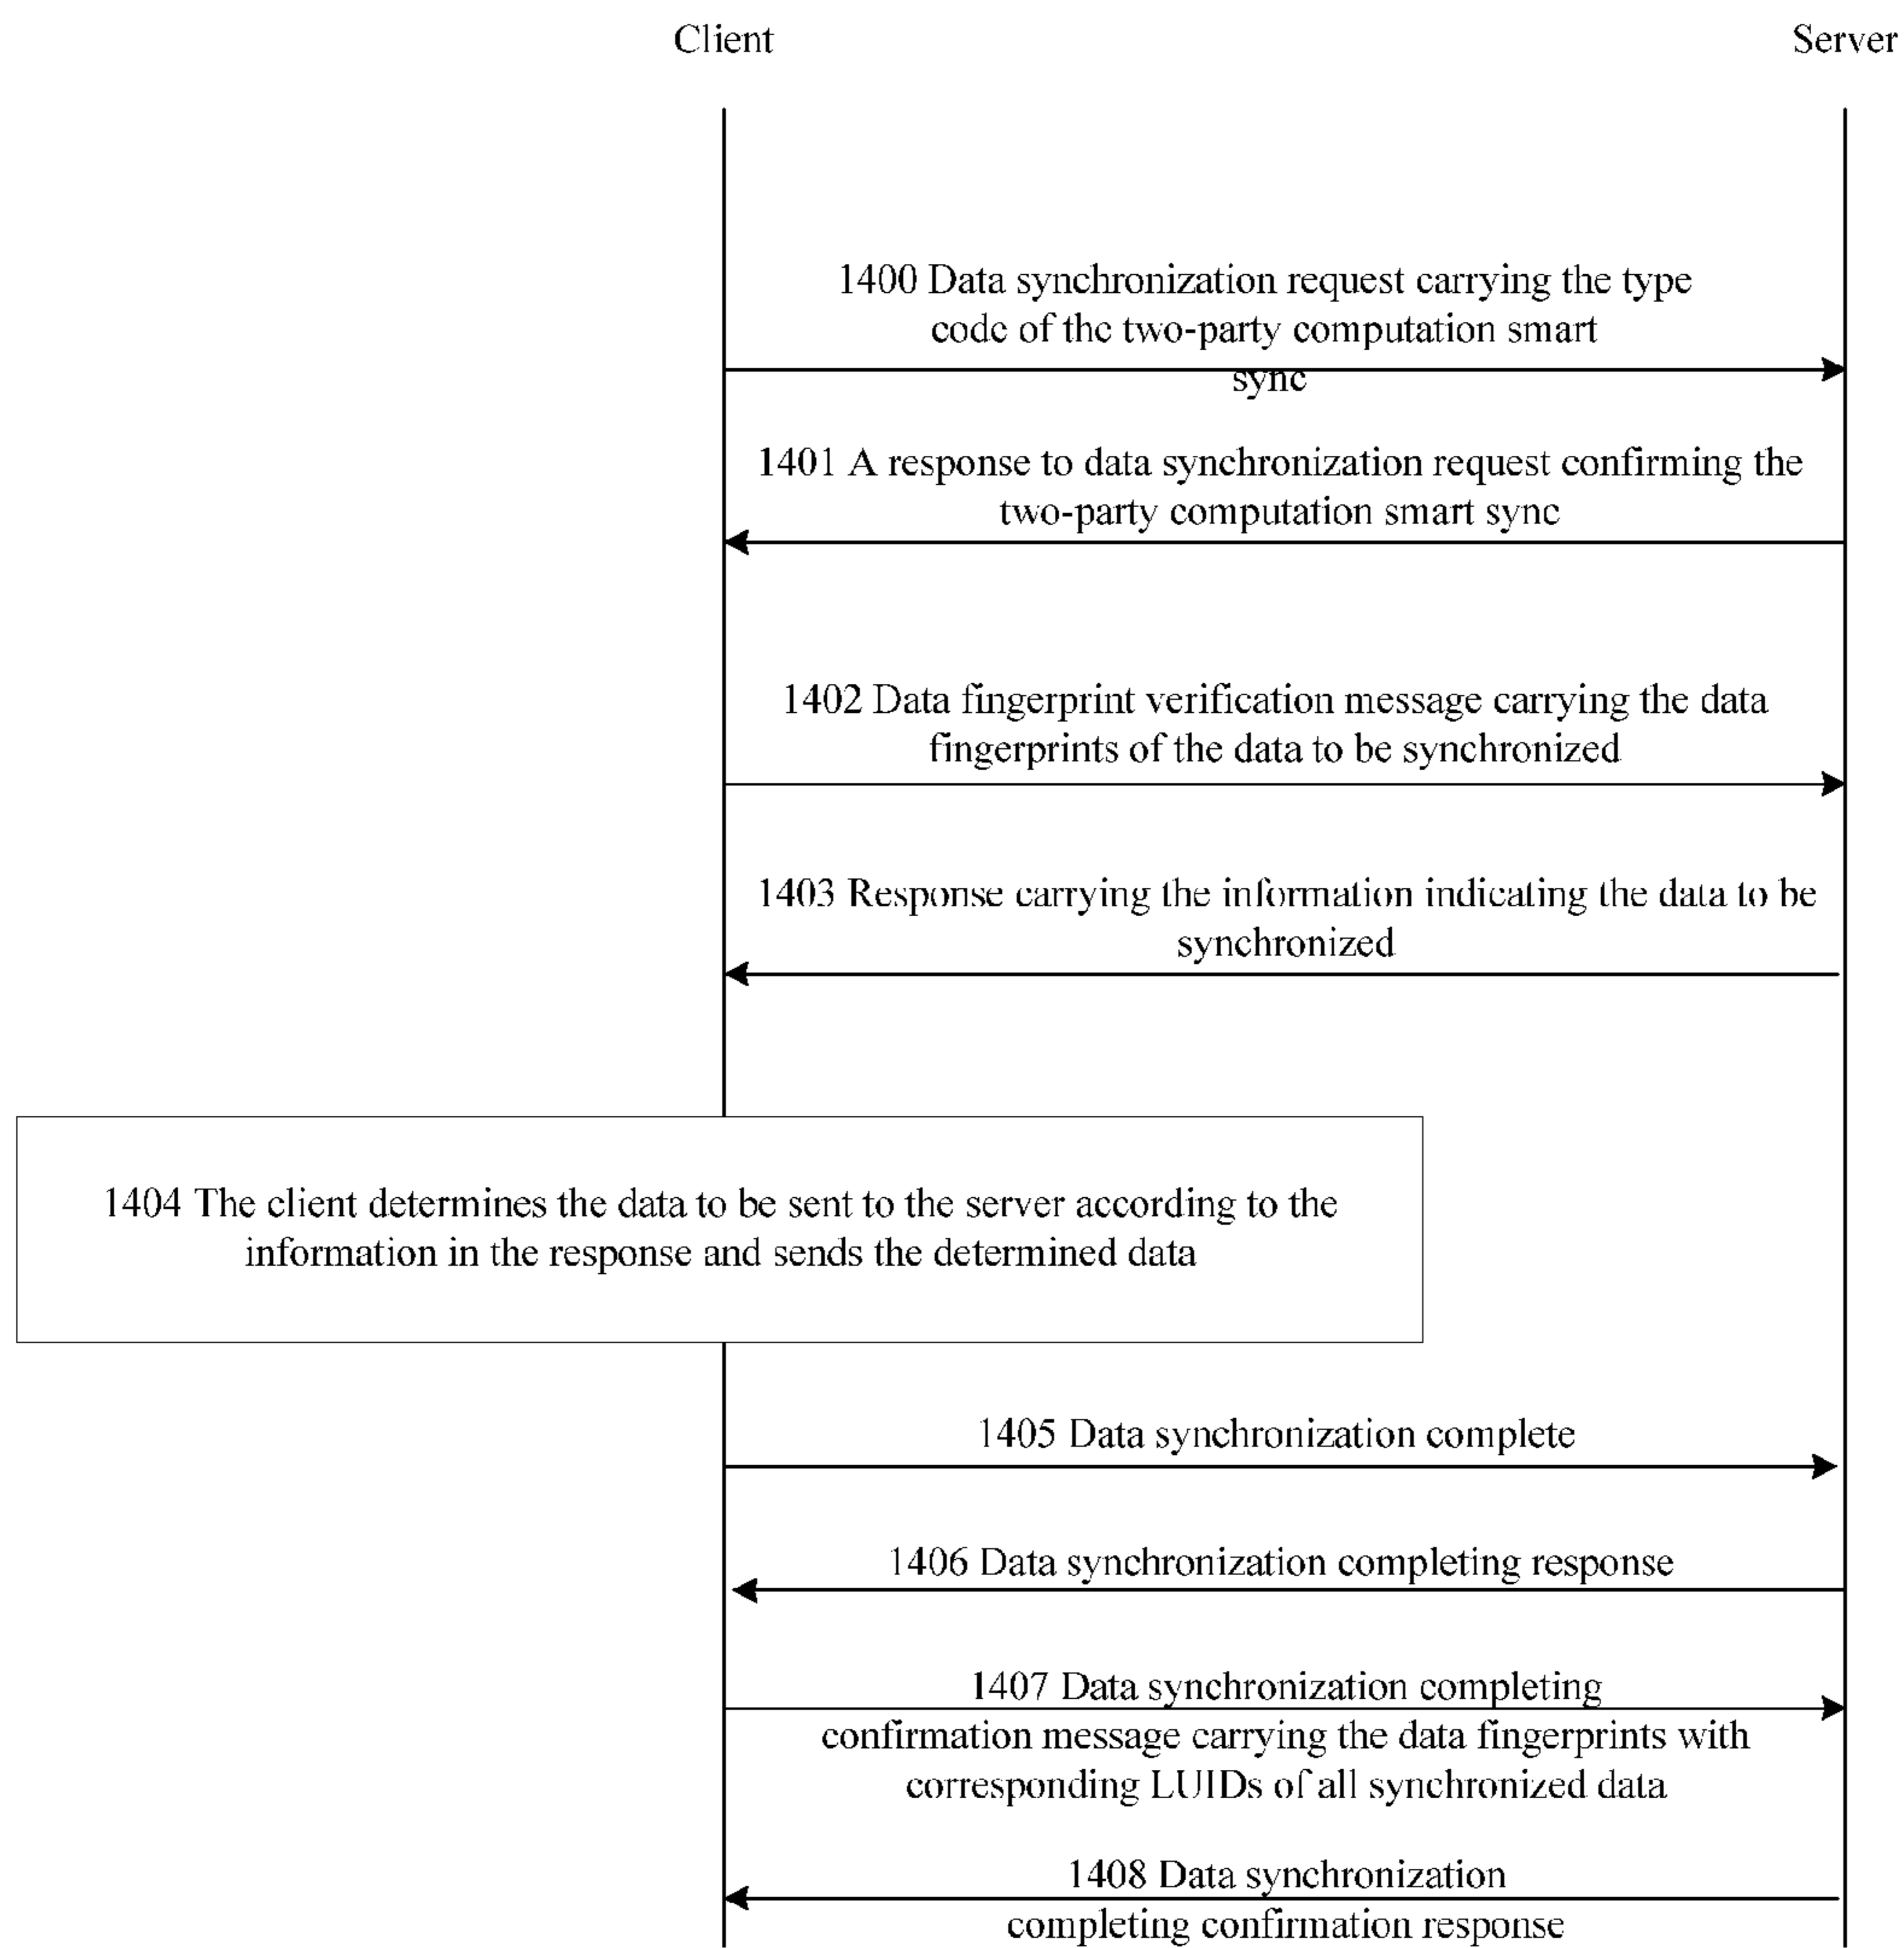 Client
Server
1400 Data synchronization request carrying the type
code of the two-party computation smart
sync
1401 A response to data synchronization request confirming the
two-party computation smart sync
1402 Data fingerprint verification message carrying the data
fingerprints of the data to be synchronized
1403 Response carrying the information indicating the data to be
synchronized
1404 The client determines the data to be sent to the server according to the
information in the response and sends the determined data
1405 Data synchronization complete
1406 Data synchronization completing response
1407 Data synchronization completing
confirmation message carrying the data fingerprints with
corresponding LUIDs of all synchronized data
1408 Data synchronization
completing confirmation response